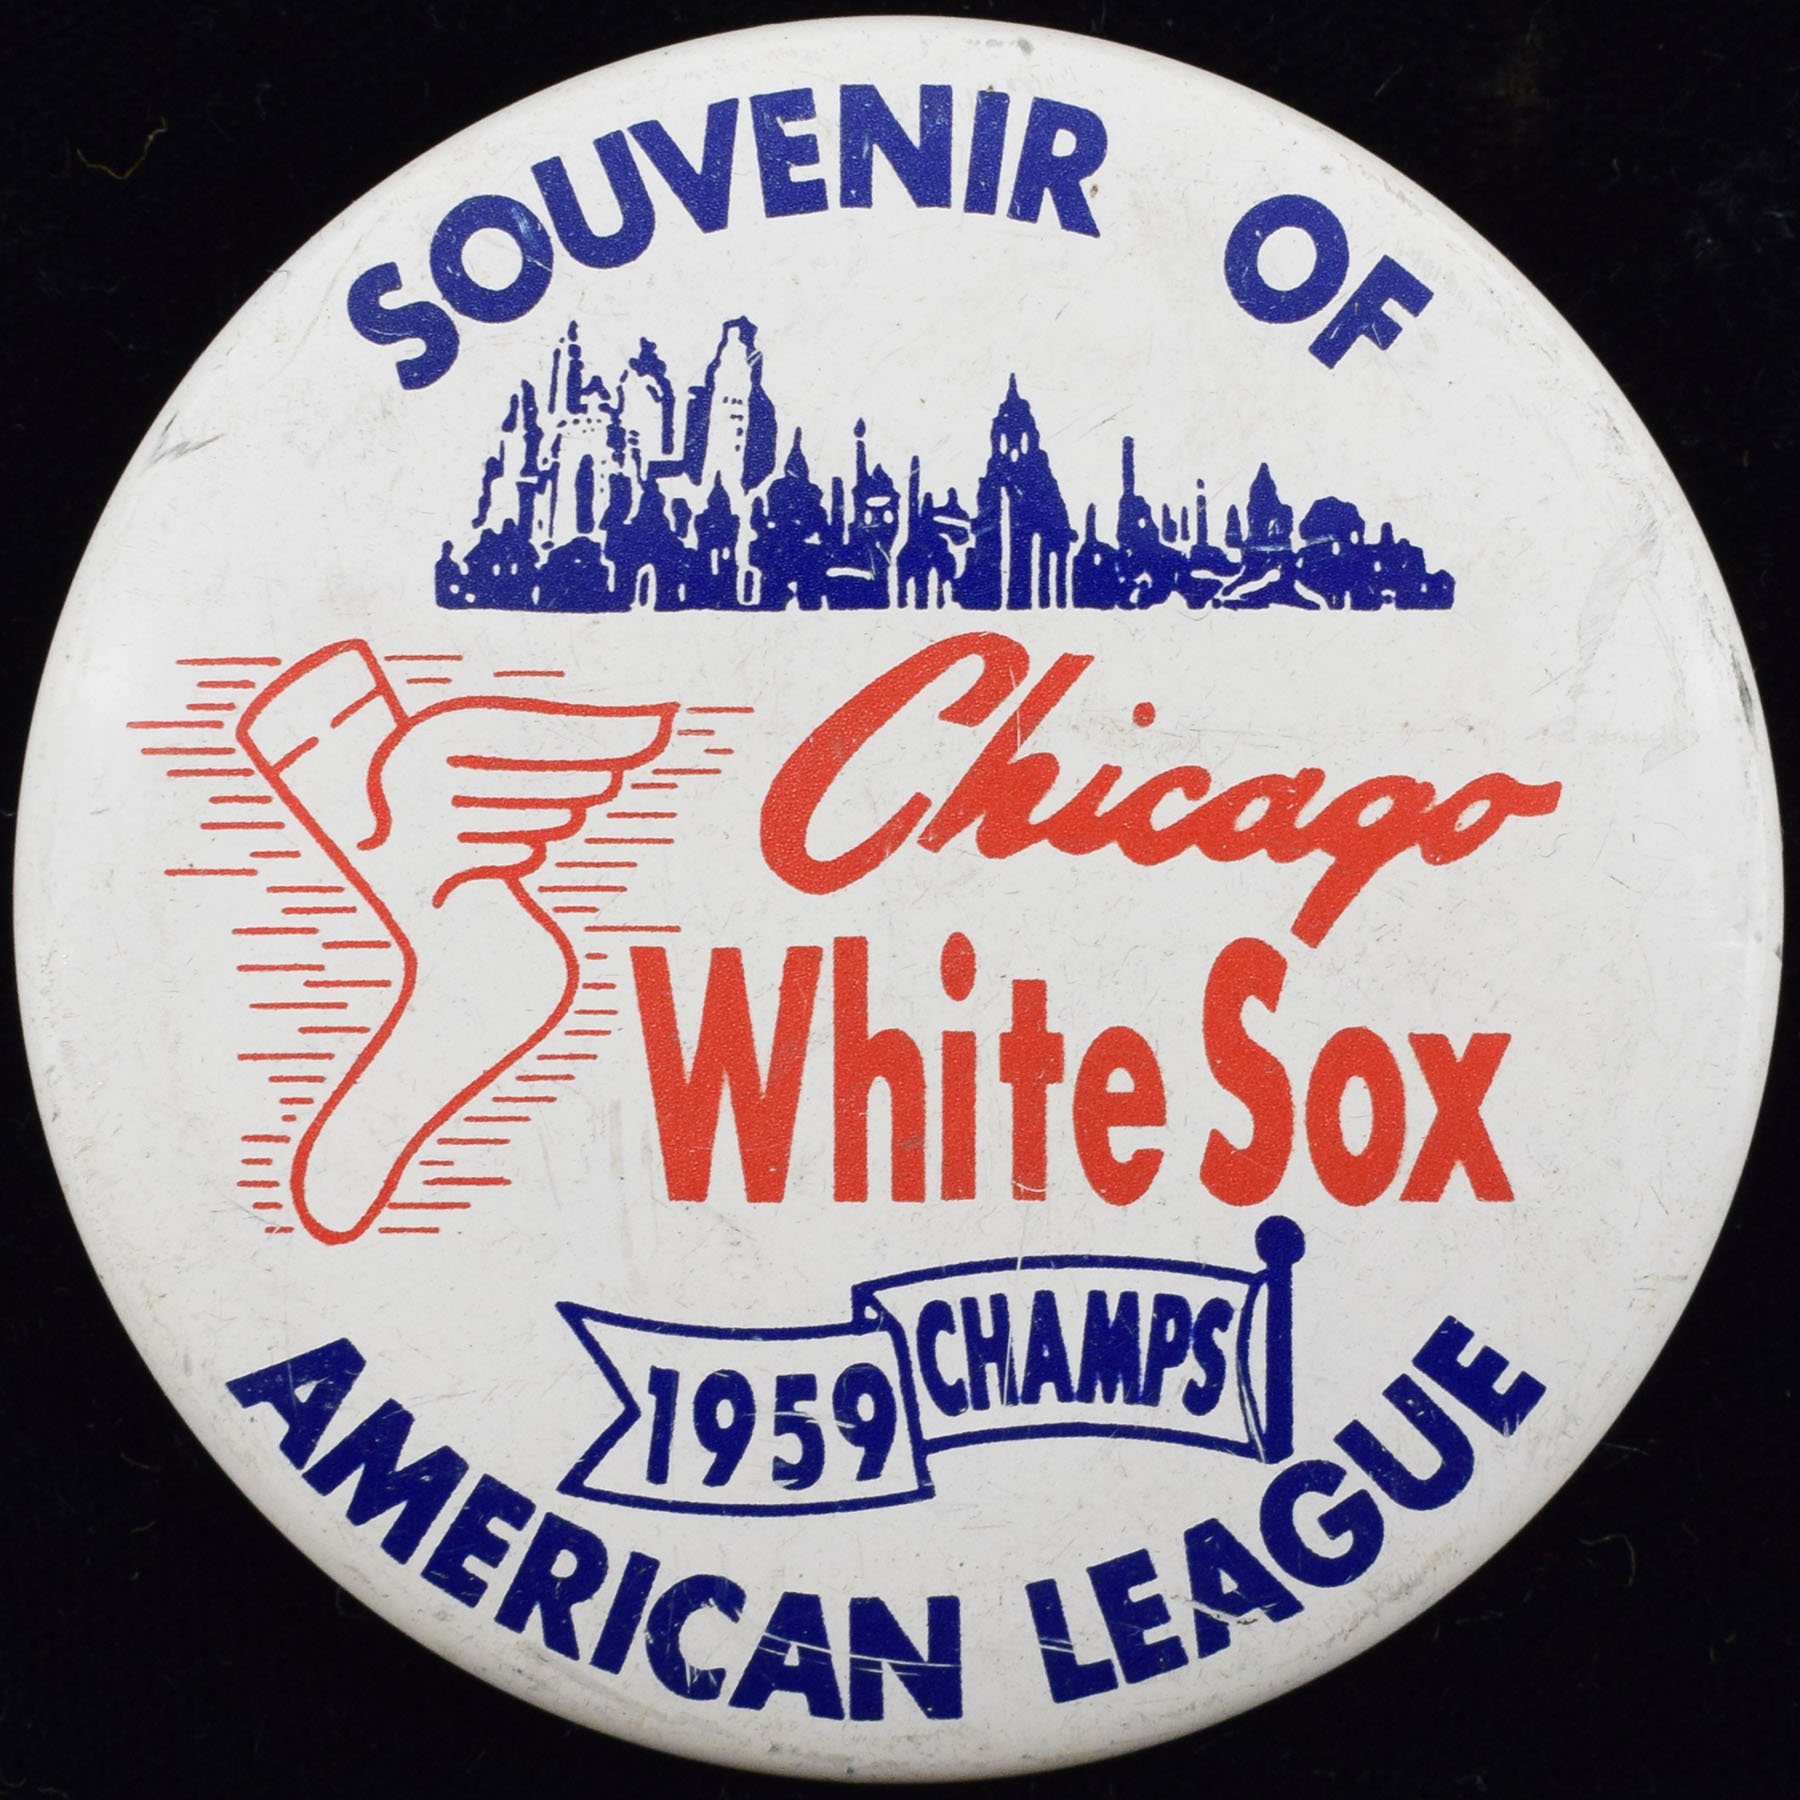 SOUVENIR OF
Chicago
White Sox
1959 CHAMPS
AMERICAN LEAGUE